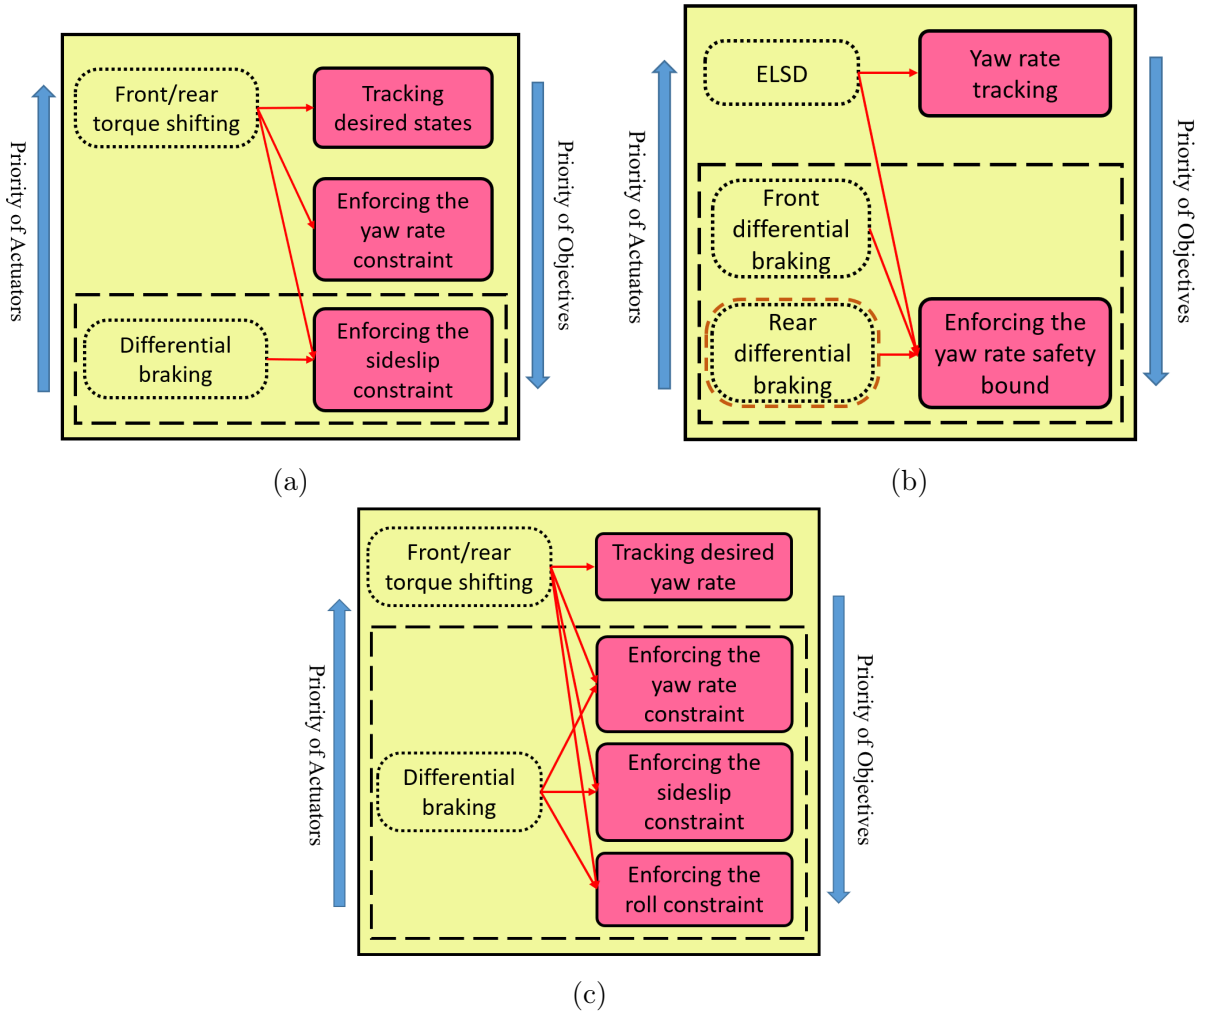 Front/rear
torque shifting
Tracking
desired states
Enforcing the
yaw rate
constraint
Differential
braking
Enforcing the
sideslip
constraint
Priority of Actuators
Priority of Objectives
(a)
ELSD
Yaw rate
tracking
Front
differential
braking
Rear
differential
braking
Enforcing the
yaw rate safety
bound
Priority of Actuators
Priority of Objectives
(b)
Front/rear
torque shifting
Tracking desired
yaw rate
Enforcing the
yaw rate
constraint
Differential
braking
Enforcing the
sideslip
constraint
Enforcing the
roll constraint
Priority of Actuators
Priority of Objectives
(c)